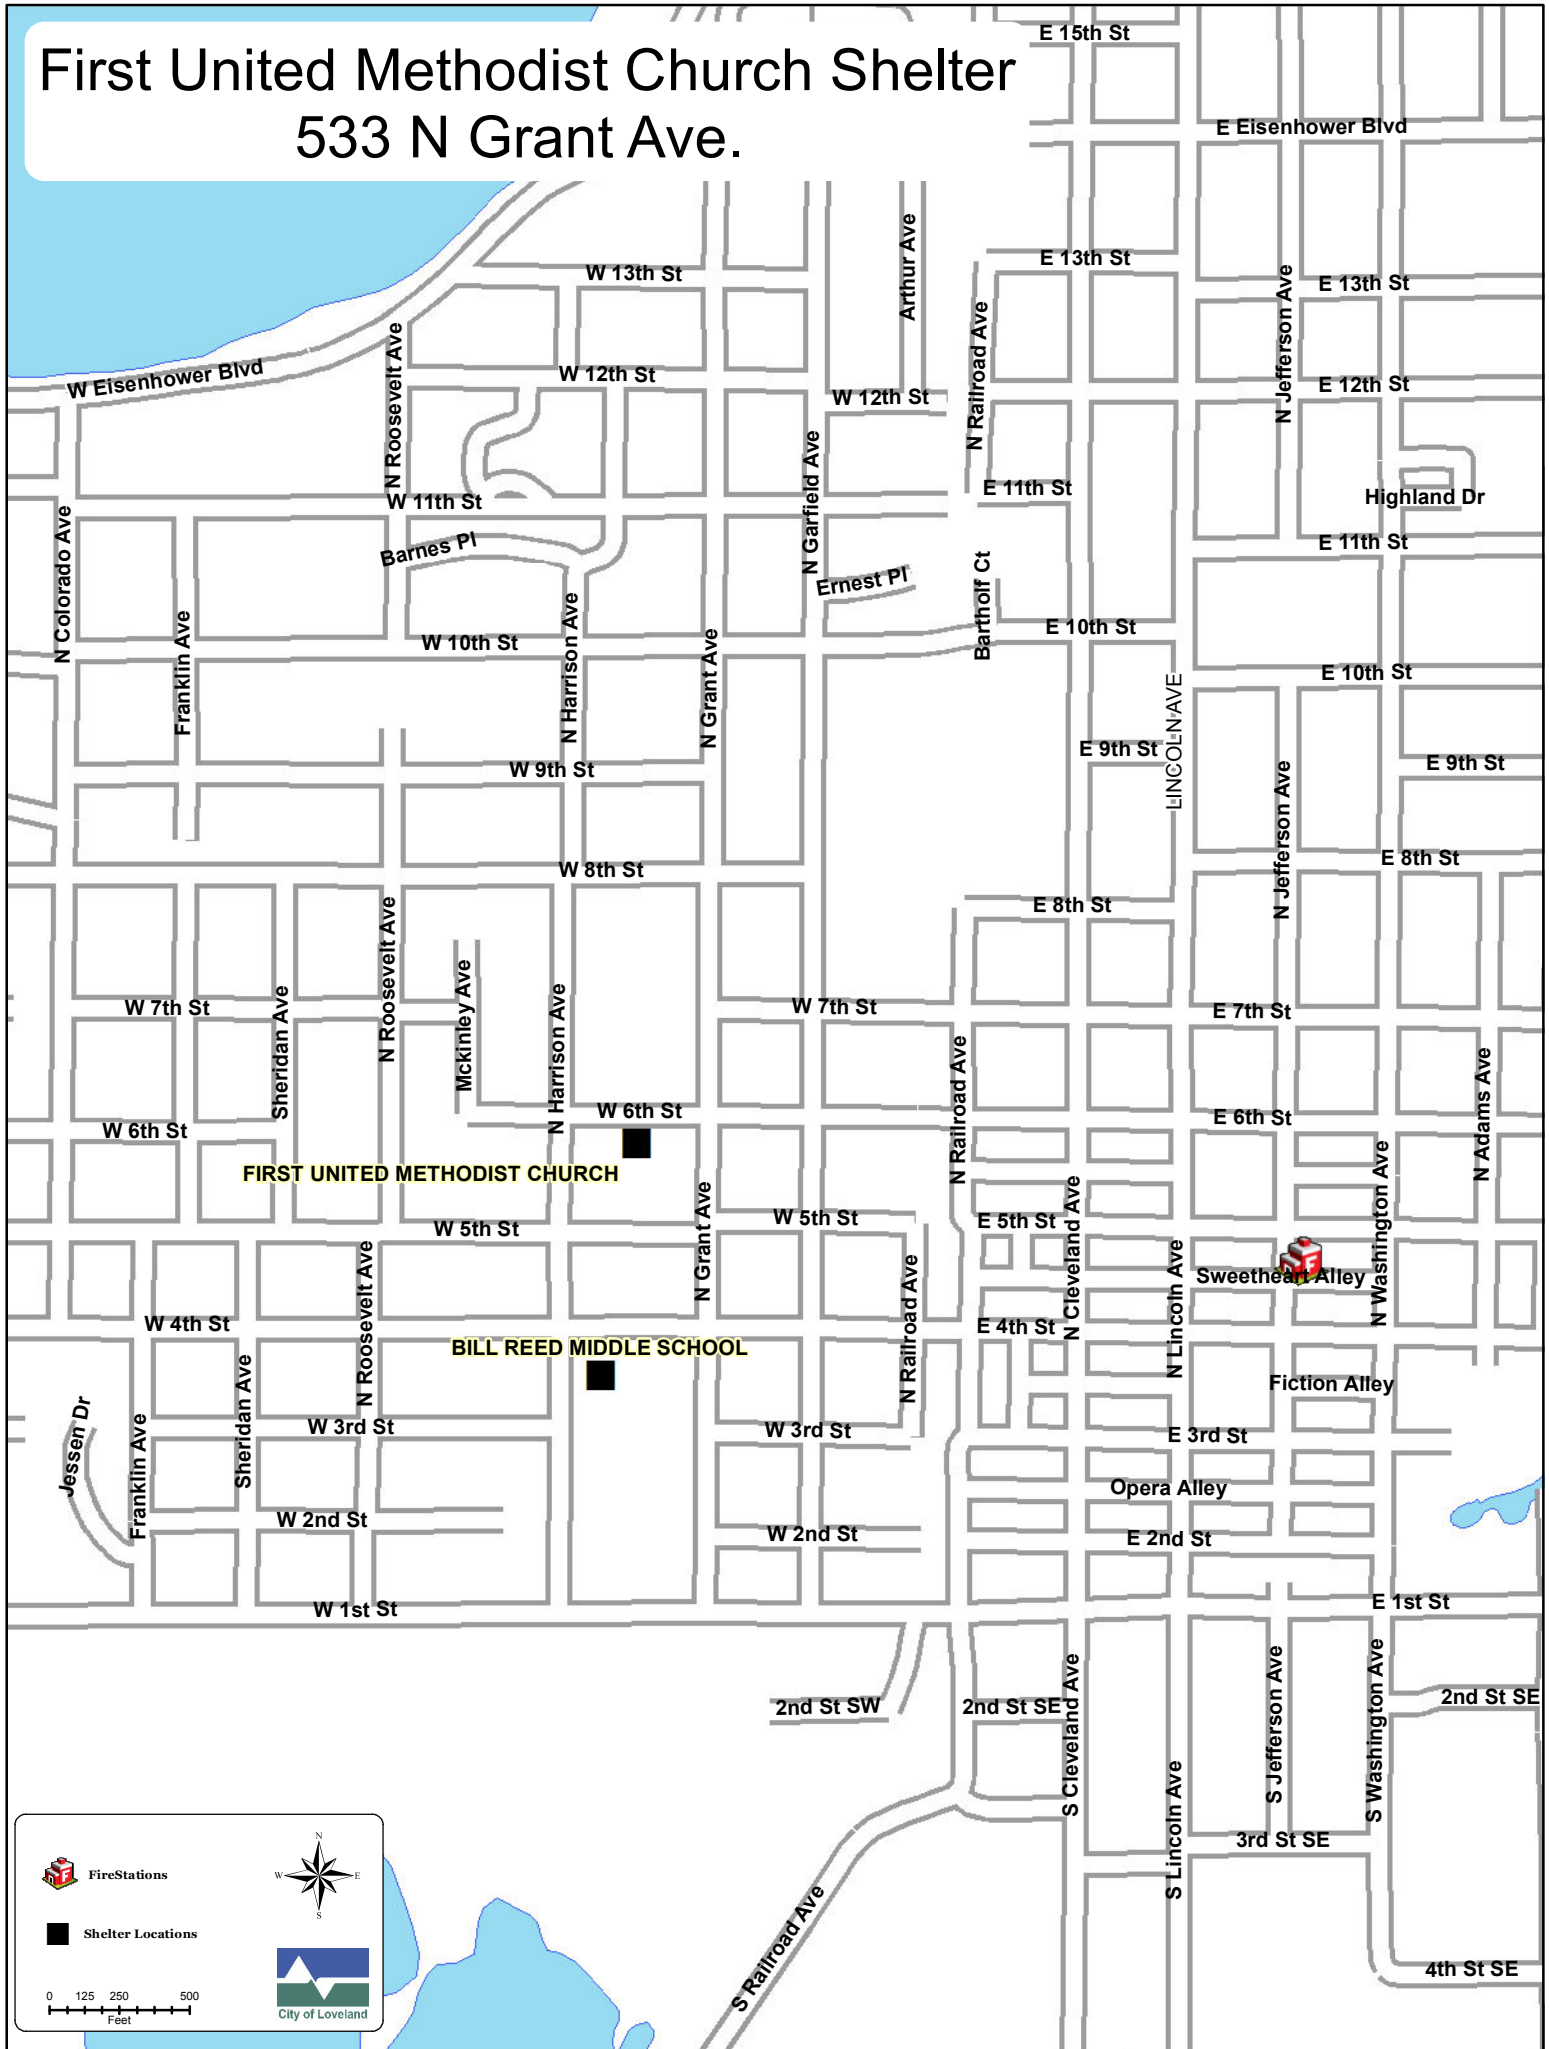 First United Methodist Church Shelter
533 N Grant Ave.
E 15th St
E Eisenhower Blvd
W 13th St
Arthur Ave
E 13th St
E 13th St
N Jefferson Ave
N Railroad Ave
N Roosevelt Ave
W Eisenhower Blvd
W 12th St
W 12th St
E 12th St
N Garfield Ave
W 11th St
E 11th St
Highland Dr
N Colorado Ave
Barnes Pl
E 11th St
Ernest Pl
Bartholf Ct
Franklin Ave
W 10th St
N Harrison Ave
N Grant Ave
E 10th St
E 10th St
LINCOLN AVE
W 9th St
E 9th St
E 9th St
N Jefferson Ave
W 8th St
E 8th St
E 8th St
N Roosevelt Ave
Mckinley Ave
Sheridan Ave
N Harrison Ave
W 7th St
W 7th St
E 7th St
N Railroad Ave
N Adams Ave
W 6th St
W 6th St
E 6th St
FIRST UNITED METHODIST CHURCH
N Grant Ave
N Cleveland Ave
N Washington Ave
W 5th St
W 5th St
E 5th St
N Roosevelt Ave
N Railroad Ave
N Lincoln Ave
Sweetheart Alley
W 4th St
E 4th St
BILL REED MIDDLE SCHOOL
Sheridan Ave
Fiction Alley
Jessen Dr
Franklin Ave
W 3rd St
W 3rd St
E 3rd St
Opera Alley
W 2nd St
W 2nd St
E 2nd St
W 1st St
E 1st St
2nd St SW
2nd St SE
2nd St SE
S Cleveland Ave
S Jefferson Ave
S Washington Ave
S Lincoln Ave
3rd St SE
S Railroad Ave
4th St SE
FireStations
Shelter Locations
N
W
E
S
0 125 250 500
Feet
City of Loveland